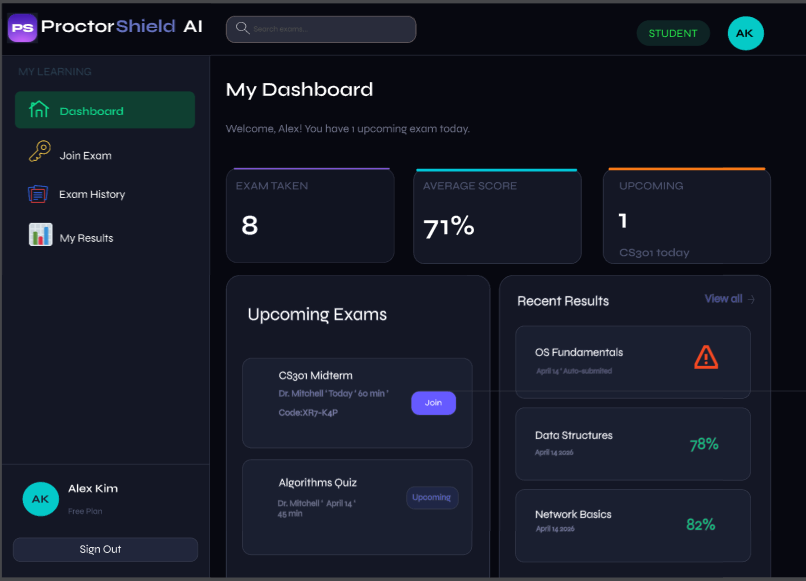 PS ProctorShield AI
Search exams...
STUDENT
AK
MY LEARNING
Dashboard
Join Exam
Exam History
My Results
AK
Alex Kim
Free Plan
Sign Out
My Dashboard
Welcome, Alex! You have 1 upcoming exam today.
EXAM TAKEN
8
AVERAGE SCORE
71%
UPCOMING
1
CS301 today
Upcoming Exams
CS301 Midterm
Dr. Mitchell ' Today ' 60 min '
Code:XR7-K4P
Join
Algorithms Quiz
Dr. Mitchell ' April 14 '
45 min
Upcoming
Recent Results
View all →
OS Fundamentals
April 14 ' Auto-submitted
Data Structures
April 14 2026
78%
Network Basics
April 14 2026
82%